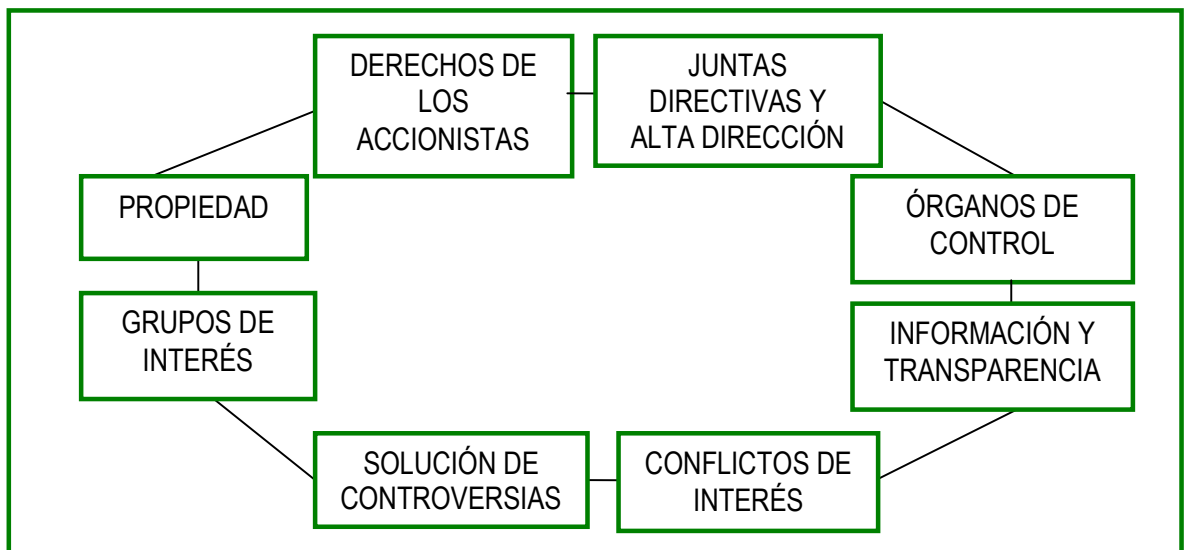 DERECHOS DE
LOS
ACCIONISTAS
JUNTAS
DIRECTIVAS Y
ALTA DIRECCIÓN
PROPIEDAD
ÓRGANOS DE
CONTROL
GRUPOS DE
INTERÉS
INFORMACIÓN Y
TRANSPARENCIA
SOLUCIÓN DE
CONTROVERSIAS
CONFLICTOS DE
INTERÉS